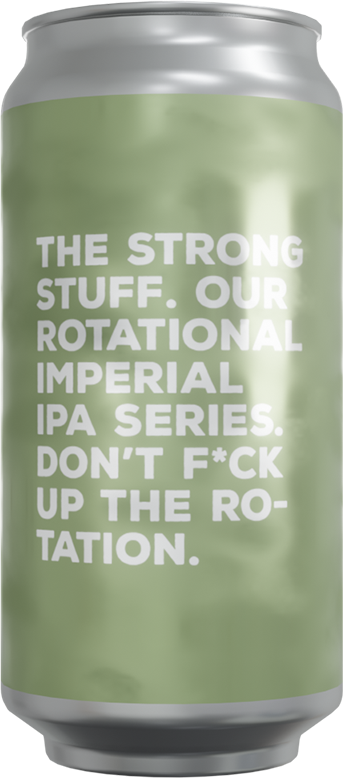 THE STRONG
STUFF. OUR
ROTATIONAL
IMPERIAL
IPA SERIES.
DON'T F*CK
UP THE RO-
TATION.